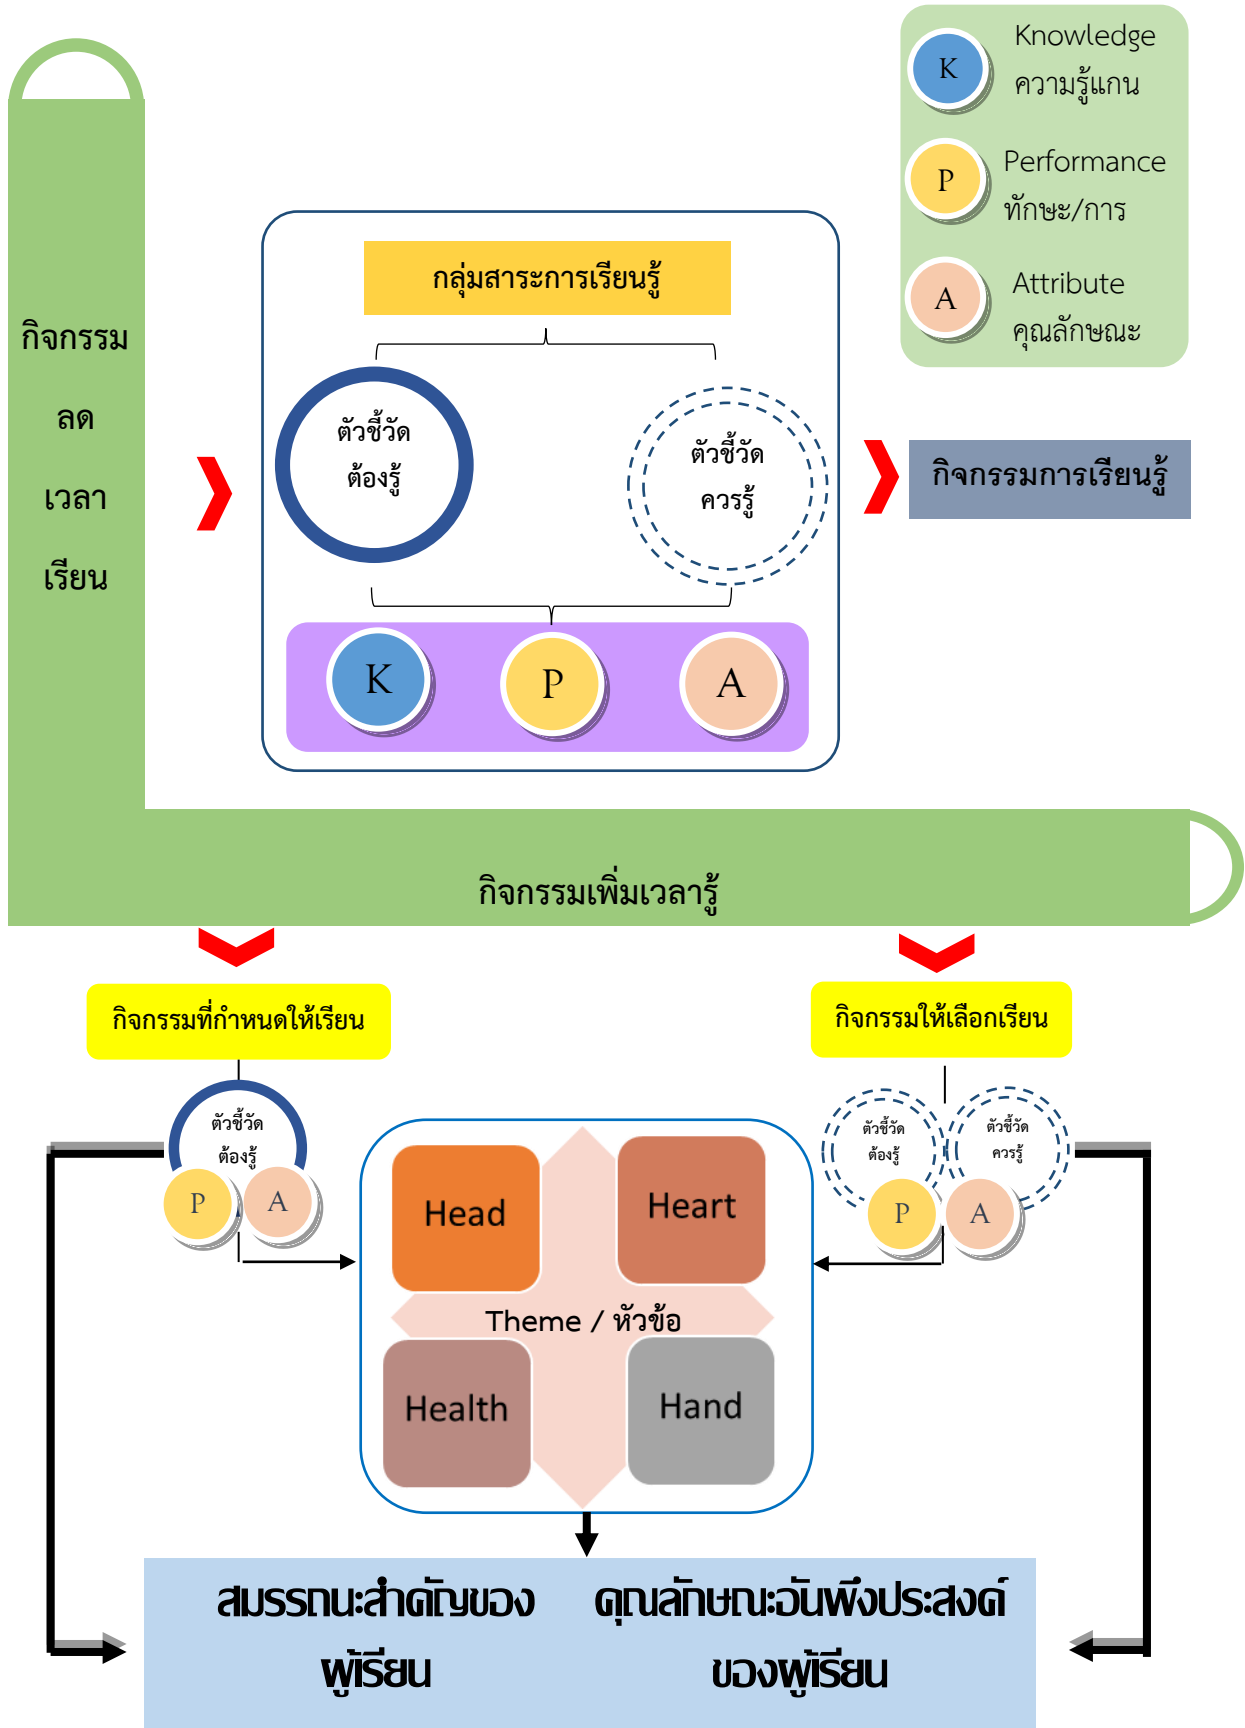 K
Knowledge
ความรู้แกน
P
Performance
ทักษะ/การ
A
Attribute
คุณลักษณะ
กิจกรรม
ลด
เวลา
เรียน
กลุ่มสาระการเรียนรู้
ตัวชี้วัด
ต้องรู้
ตัวชี้วัด
ควรรู้
กิจกรรมการเรียนรู้
K
P
A
กิจกรรมเพิ่มเวลารู้
กิจกรรมที่กำหนดให้เรียน
กิจกรรมให้เลือกเรียน
ตัวชี้วัด
ต้องรู้
P
A
ตัวชี้วัด
ต้องรู้
ตัวชี้วัด
ควรรู้
P
A
Head
Heart
Theme / หัวข้อ
Health
Hand
สมรรถนะสำคัญของ
ผู้เรียน
คุณลักษณะอันพึงประสงค์
ของผู้เรียน